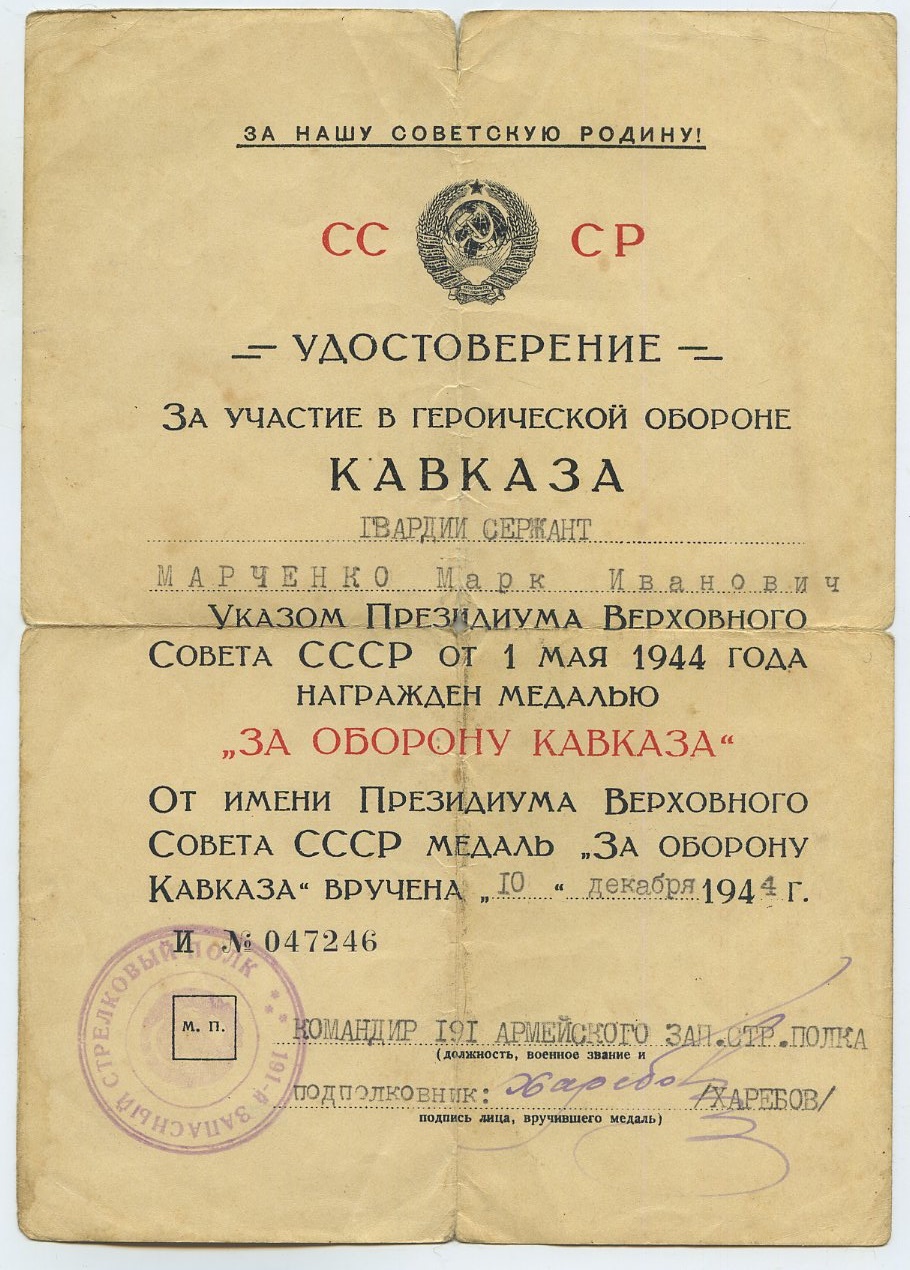 ЗА НАШУ СОВЕТСКУЮ РОДИНУ!
СС СР
УДОСТОВЕРЕНИЕ
ЗА УЧАСТИЕ В ГЕРОИЧЕСКОЙ ОБОРОНЕ
КАВКАЗА
ГВАРДИИ СЕРЖАНТ
МАРЧЕНКО Марк Иванович
УКАЗОМ ПРЕЗИДИУМА ВЕРХОВНОГО
СОВЕТА СССР ОТ 1 МАЯ 1944 ГОДА
НАГРАЖДЕН МЕДАЛЬЮ
„ЗА ОБОРОНУ КАВКАЗА“
ОТ ИМЕНИ ПРЕЗИДИУМА ВЕРХОВНОГО
СОВЕТА СССР МЕДАЛЬ „ЗА ОБОРОНУ
КАВКАЗА“ ВРУЧЕНА „10“ декабря 1944 Г.
И № 047246
191-Й ЗАПАСНЫЙ СТРЕЛКОВЫЙ ПОЛК
М. П.
КОМАНДИР 191 АРМЕЙСКОГО ЗАП.СТР.ПОЛКА
(должность, военное звание и
ПОДПОЛКОВНИК: Харебов /ХАРЕБОВ/
подпись лица, вручившего медаль)